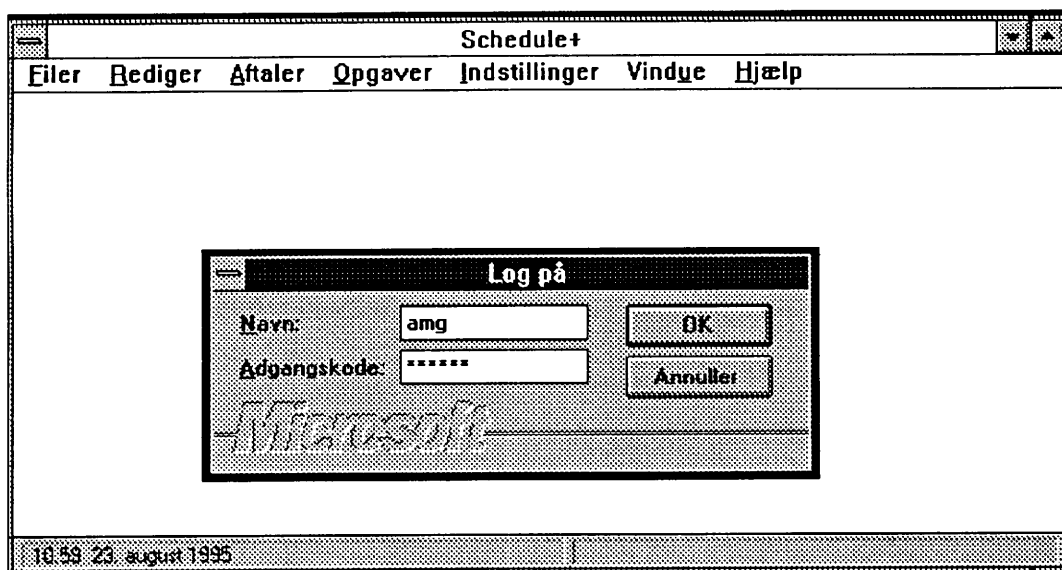 Schedule+
Filer Rediger Aftaler Opgaver Indstillinger Vindue Hjælp
Log på
Navn: amg OK
Adgangskode: ****** Annuller
Microsoft
10.59 23. august 1995